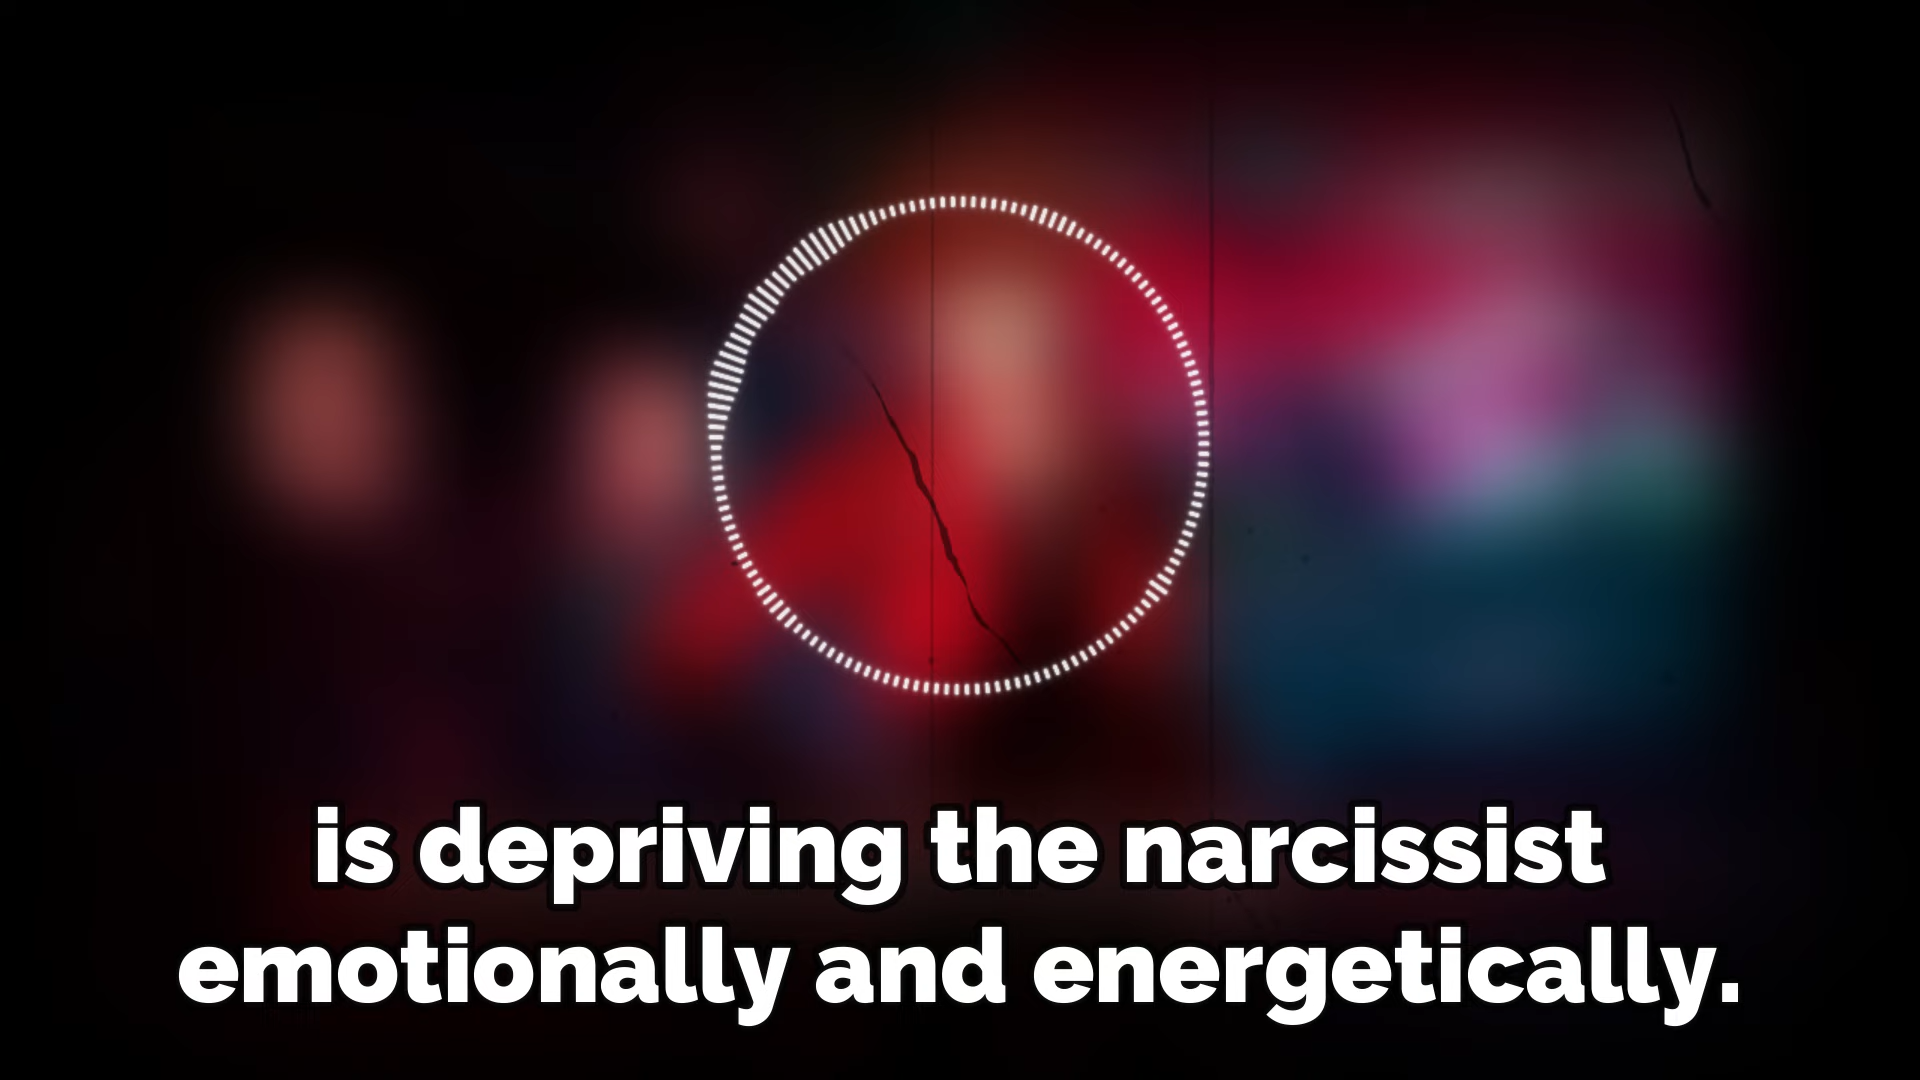 is depriving the narcissist
emotionally and energetically.